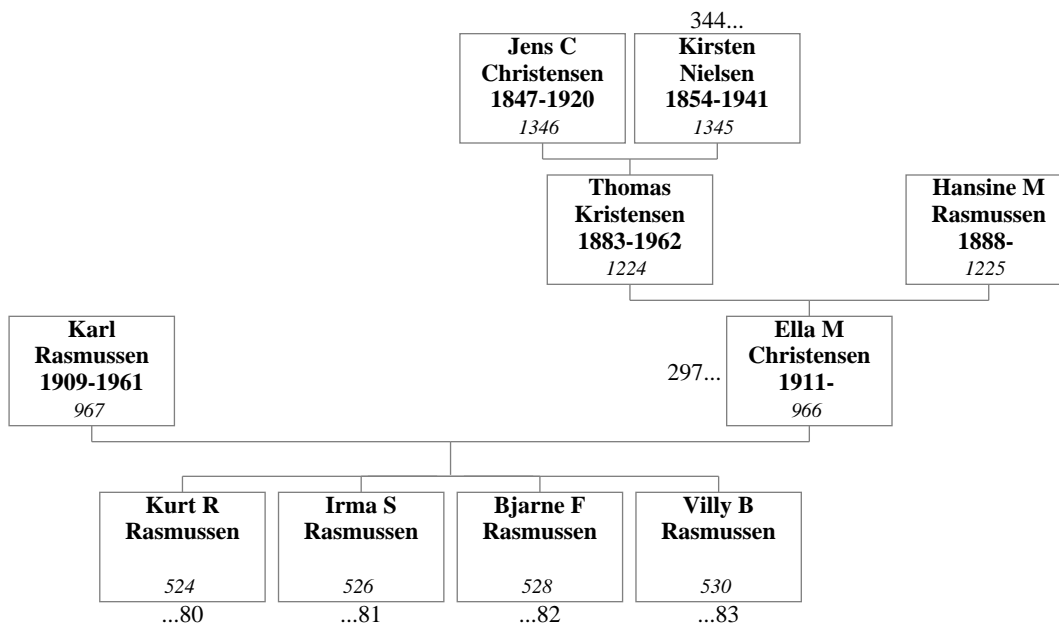 344...
Jens C
Christensen
1847-1920
1346
Kirsten
Nielsen
1854-1941
1345
Thomas
Kristensen
1883-1962
1224
Hansine M
Rasmussen
1888-
1225
Karl
Rasmussen
1909-1961
967
297...
Ella M
Christensen
1911-
966
Kurt R
Rasmussen
524
...80
Irma S
Rasmussen
526
...81
Bjarne F
Rasmussen
528
...82
Villy B
Rasmussen
530
...83